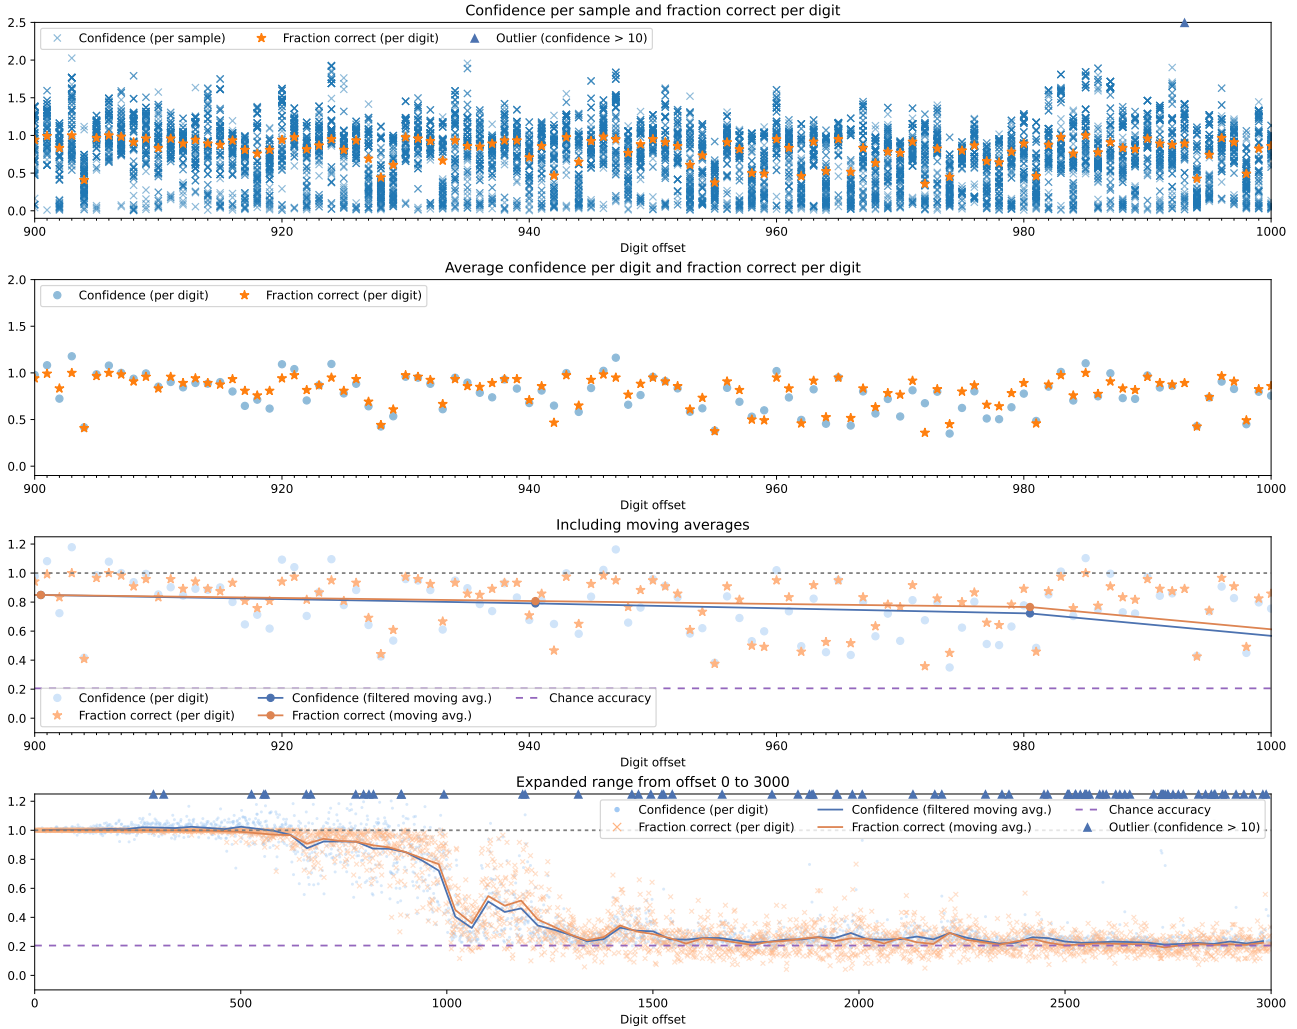 Confidence per sample and fraction correct per digit
2.5
2.0
1.5
1.0
0.5
0.0
Confidence (per sample) Fraction correct (per digit) Outlier (confidence > 10)
900 920 940 960 980 1000
Digit offset
Average confidence per digit and fraction correct per digit
2.0
1.5
1.0
0.5
0.0
Confidence (per digit) Fraction correct (per digit)
900 920 940 960 980 1000
Digit offset
Including moving averages
1.2
1.0
0.8
0.6
0.4
0.2
0.0
Confidence (per digit) Confidence (filtered moving avg.) Chance accuracy
Fraction correct (per digit) Fraction correct (moving avg.)
900 920 940 960 980 1000
Digit offset
Expanded range from offset 0 to 3000
1.2
1.0
0.8
0.6
0.4
0.2
0.0
Confidence (per digit) Confidence (filtered moving avg.) Chance accuracy
Fraction correct (per digit) Fraction correct (moving avg.) Outlier (confidence > 10)
0 500 1000 1500 2000 2500 3000
Digit offset